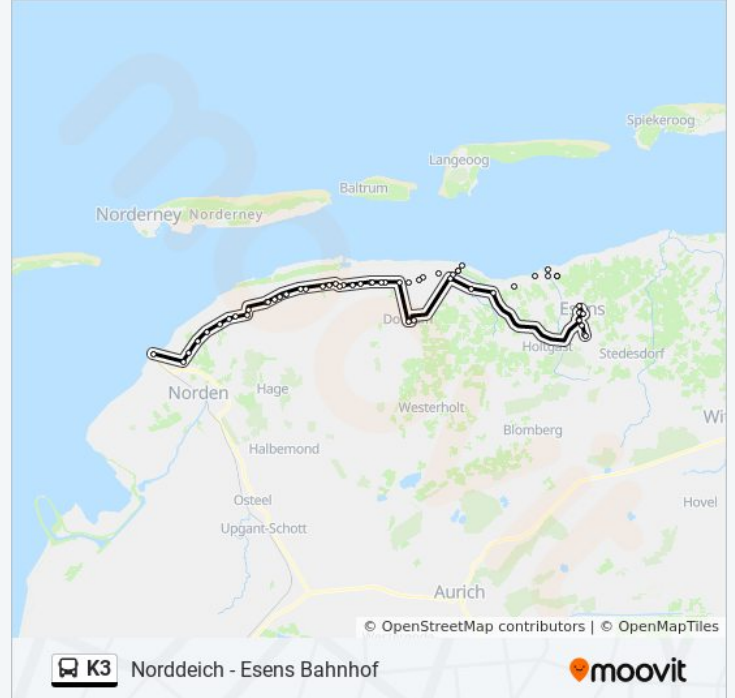 Spiekeroog
Langeoog
Baltrum
Norderney Norderney
Esens
Holtgast
Stedesdorf
Norden
Hage
Westerholt
Blomberg
Halbemond
Osteel
Hovel
Upgant-Schott
Aurich
© OpenStreetMap contributors | © OpenMapTiles
K3 Norddeich - Esens Bahnhof moovit